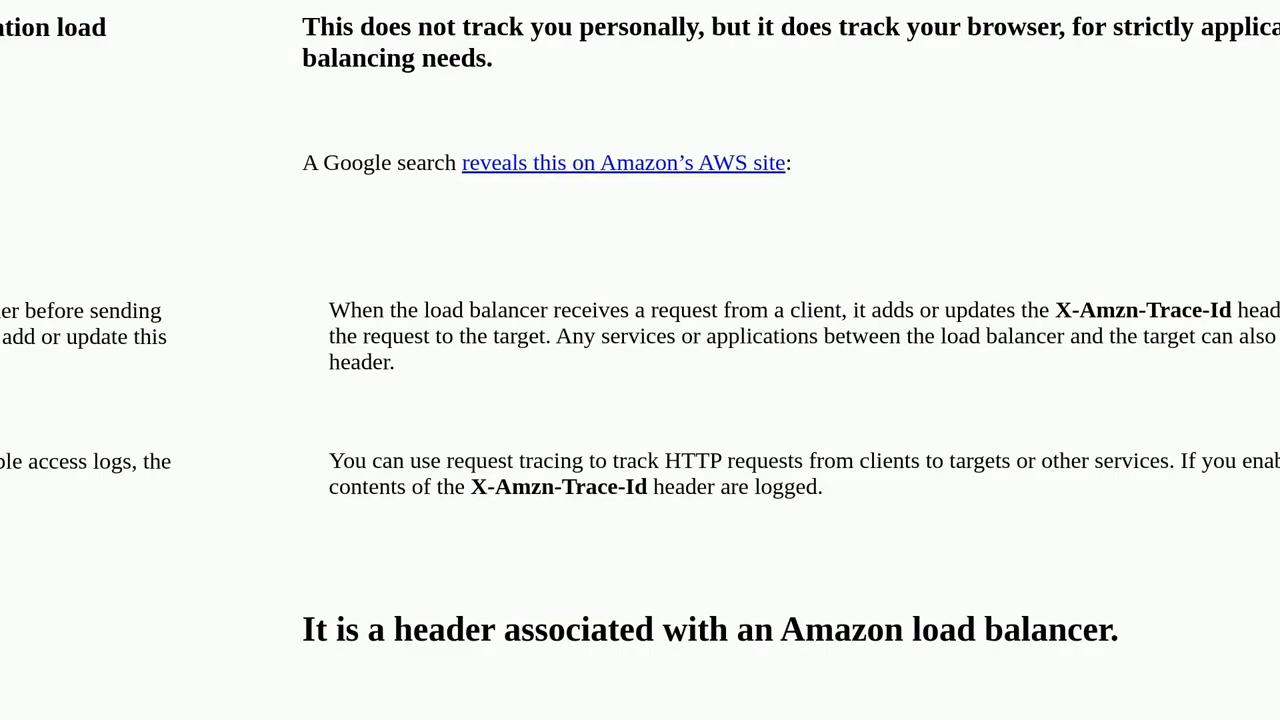 ation load
er before sending
add or update this
ble access logs, the
This does not track you personally, but it does track your browser, for strictly applica
balancing needs.
A Google search reveals this on Amazon’s AWS site:
When the load balancer receives a request from a client, it adds or updates the X-Amzn-Trace-Id head
the request to the target. Any services or applications between the load balancer and the target can also
header.
You can use request tracing to track HTTP requests from clients to targets or other services. If you enab
contents of the X-Amzn-Trace-Id header are logged.
It is a header associated with an Amazon load balancer.